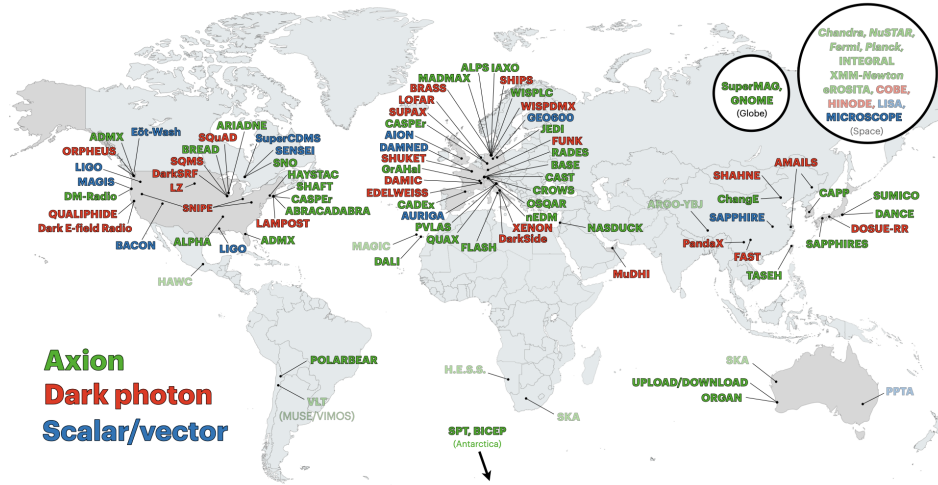 Chandra, NuSTAR,
Fermi, Planck,
INTEGRAL
XMM-Newton
eROSITA, COBE,
HINODE, LISA,
MICROSCOPE
(Space)
SuperMAG,
GNOME
(Globe)
ADMX
Eöt-Wash
ARIADNE
ORPHEUS
SQuAD
SuperCDMS
BREAD
SENSEI
LIGO
SQMS
SNO
MAGIS
DarkSRF
HAYSTAC
DM-Radio
LZ
SHAFT
CASPEr
QUALIPHIDE
SNIPE
ABRACADABRA
Dark E-field Radio
LAMPOST
BACON
ALPHA
LIGO
ADMX
HAWC
ALPS
IAXO
MADMAX
SHIPS
BRASS
WISPLC
LOFAR
WISPDMX
SUPAX
GEO600
CASPEr
JEDI
AION
FUNK
DAMNED
RADES
SHUKET
BASE
GrAHal
CAST
DAMIC
CROWS
EDELWEISS
OSQAR
CADEx
nEDM
AURIGA
XENON
PVLAS
DarkSide
QUAX
FLASH
NASDUCK
MAGIC
DALI
MuDHI
AMAILS
SHAHNE
ChangE
CAPP
SUMICO
ARGO-YBJ
SAPPHIRE
DANCE
DOSUE-RR
PandaX
SAPPHIRES
FAST
TASEH
POLARBEAR
VLT
(MUSE/VIMOS)
H.E.S.S.
SKA
SKA
UPLOAD/DOWNLOAD
ORGAN
PPTA
SPT, BICEP
(Antarctica)
Axion
Dark photon
Scalar/vector